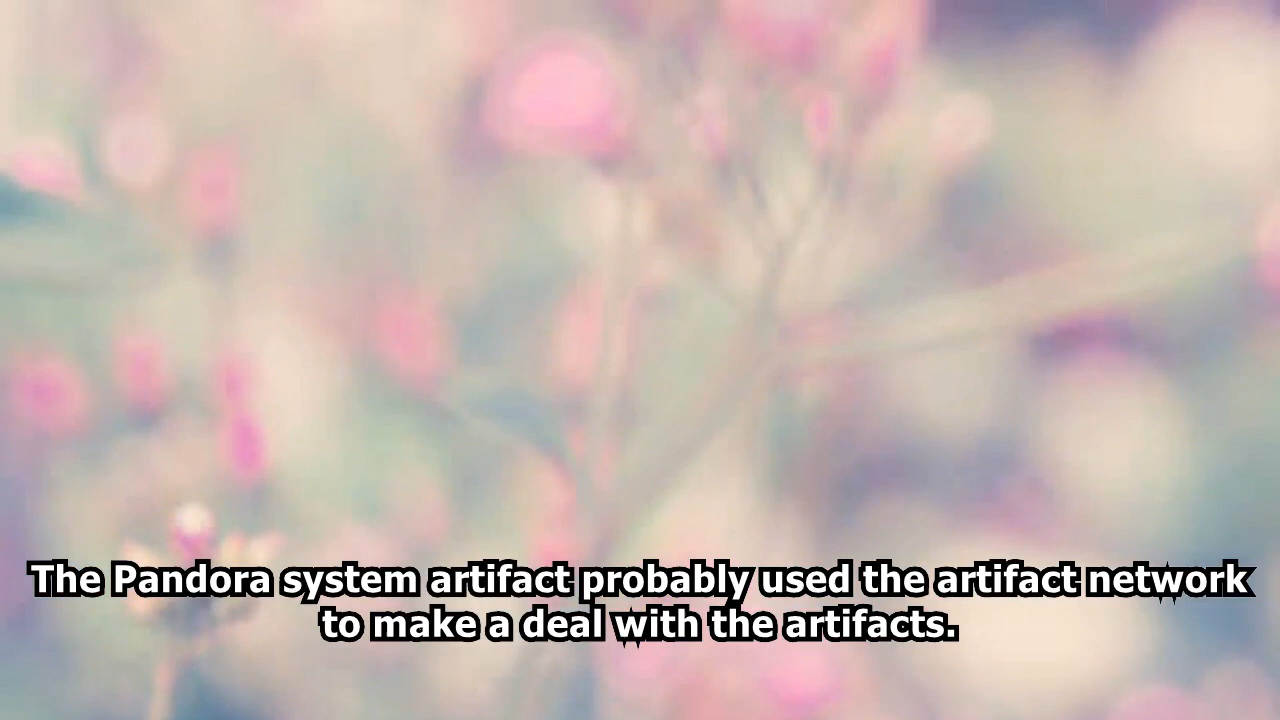 The Pandora system artifact probably used the artifact network
to make a deal with the artifacts.